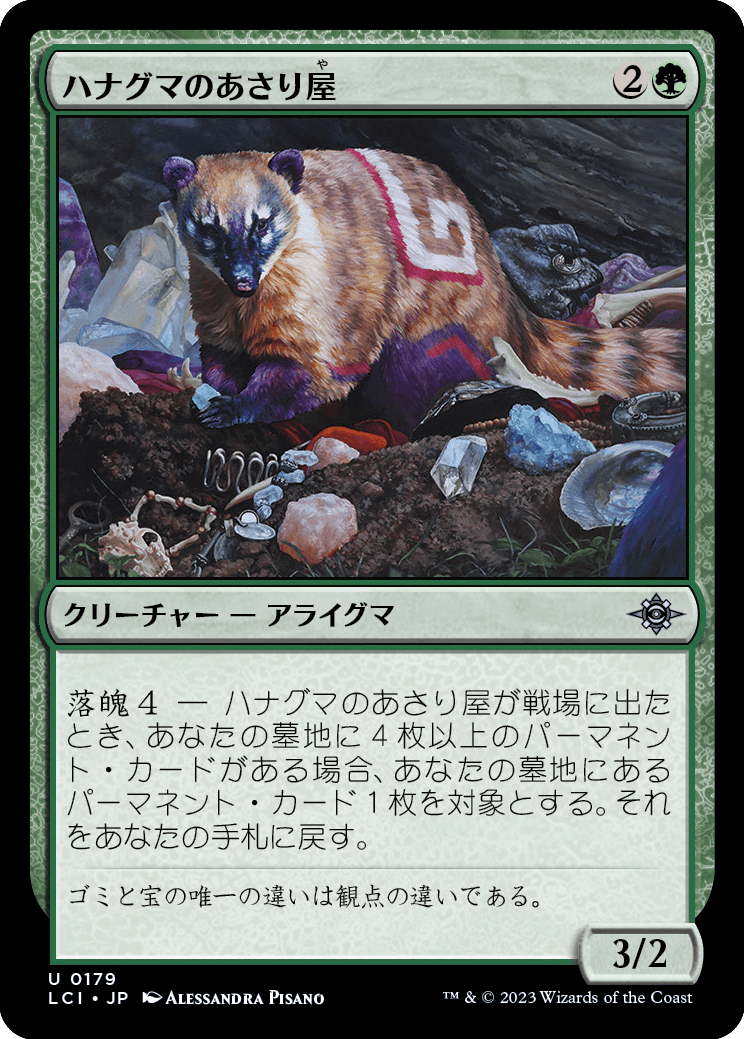 ハナグマのあさり屋
や
2
クリーチャー — アライグマ
落魄4 — ハナグマのあさり屋が戦場に出た
とき、あなたの墓地に4枚以上のパーマネン
ト・カードがある場合、あなたの墓地にある
パーマネント・カード1枚を対象とする。それ
をあなたの手札に戻す。
ゴミと宝の唯一の違いは観点の違いである。
3/2
U 0179
LCI • JP Alessandra Pisano
™ & © 2023 Wizards of the Coast